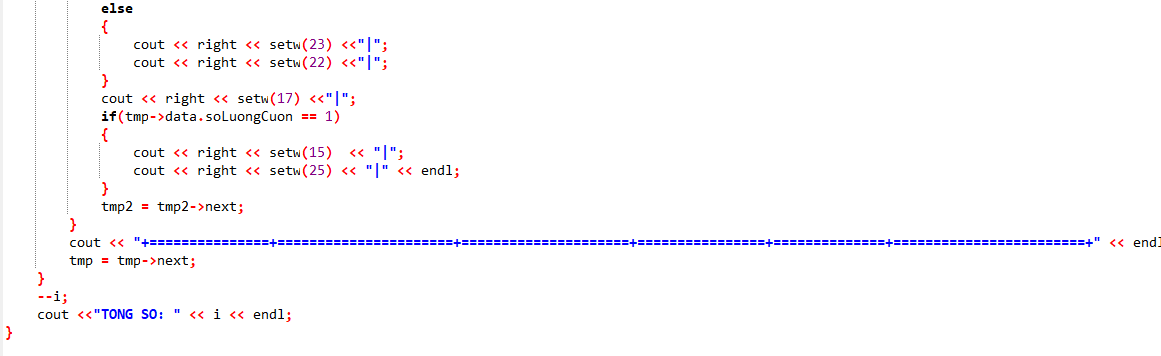 else
{
cout << right << setw(23) <<"|";
cout << right << setw(22) <<"|";
}
cout << right << setw(17) <<"|";
if(tmp->data.soLuongCuon == 1)
{
cout << right << setw(15)  << "|";
cout << right << setw(25) << "|" << endl;
}
tmp2 = tmp2->next;
}
cout << "+===============+======================+=====================+================+==============+========================+" << endl
tmp = tmp->next;
}
--i;
cout <<"TONG SO: " << i << endl;
}